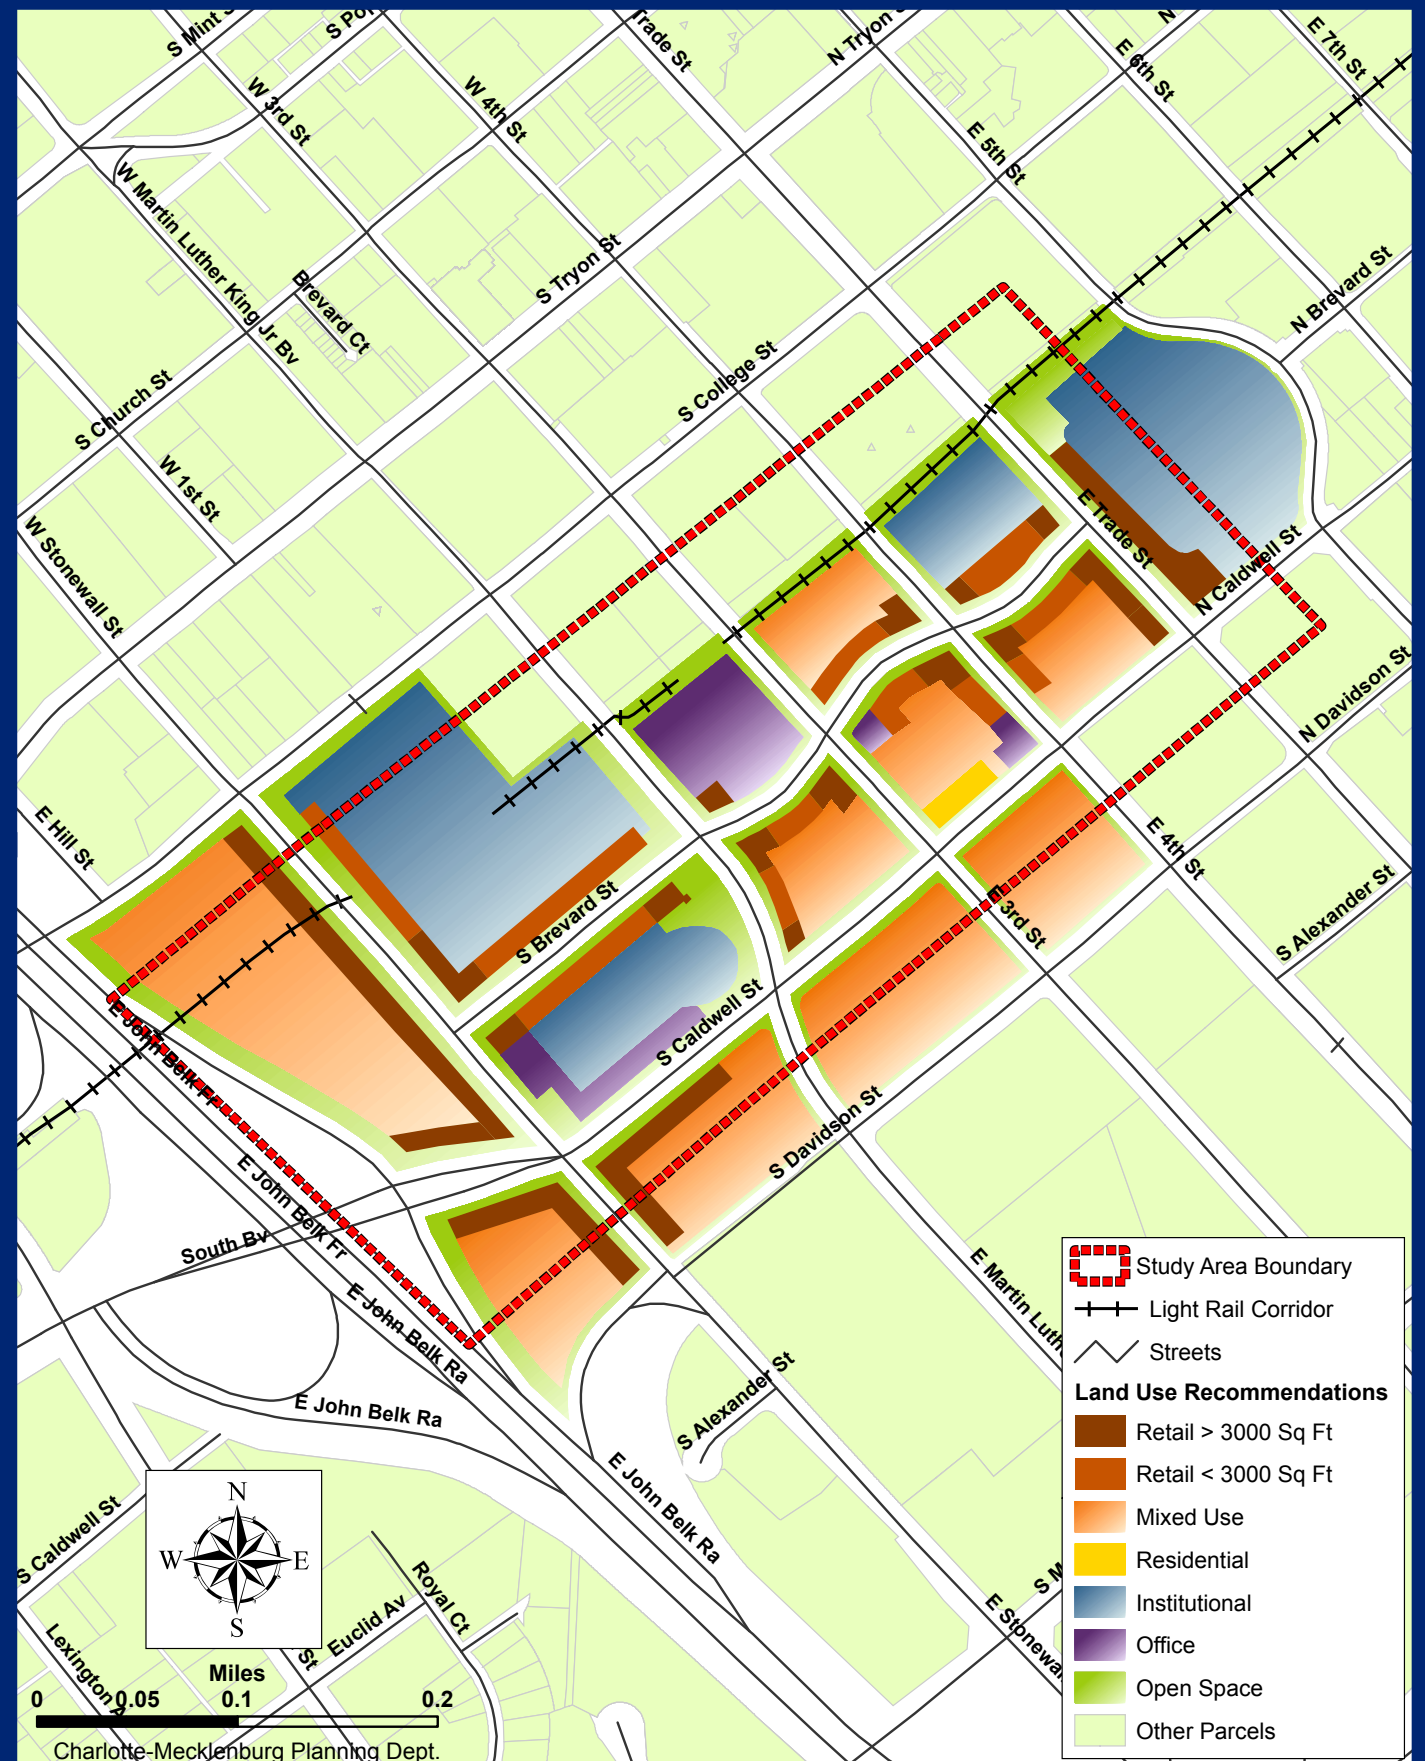 S Mint S
S Po
Trade St
N Tryon S
N
E 7th St
E 6th St
W 3rd St
W 4th St
E 5th St
W Martin Luther King Jr Bv
Brevard Ct
S Tryon St
N Brevard St
S College St
S Church St
W 1st St
W Stonewall St
E Trade St
N Caldwell St
N Davidson St
E Hill St
E 4th St
S Brevard St
E 3rd St
S Alexander St
S Caldwell St
E John Belk Fr
S Davidson St
E John Belk Fr
South Bv
E John Belk Ra
E Martin Luth
E John Belk Ra
S Alexander St
E John Belk Ra
S Caldwell St
Royal Ct
Euclid Av
St
Lexington A
S M
E Stonewa
N
W E
S
Miles
0 0.05 0.1 0.2
Charlotte-Mecklenburg Planning Dept.
Study Area Boundary
Light Rail Corridor
Streets
Land Use Recommendations
Retail > 3000 Sq Ft
Retail < 3000 Sq Ft
Mixed Use
Residential
Institutional
Office
Open Space
Other Parcels